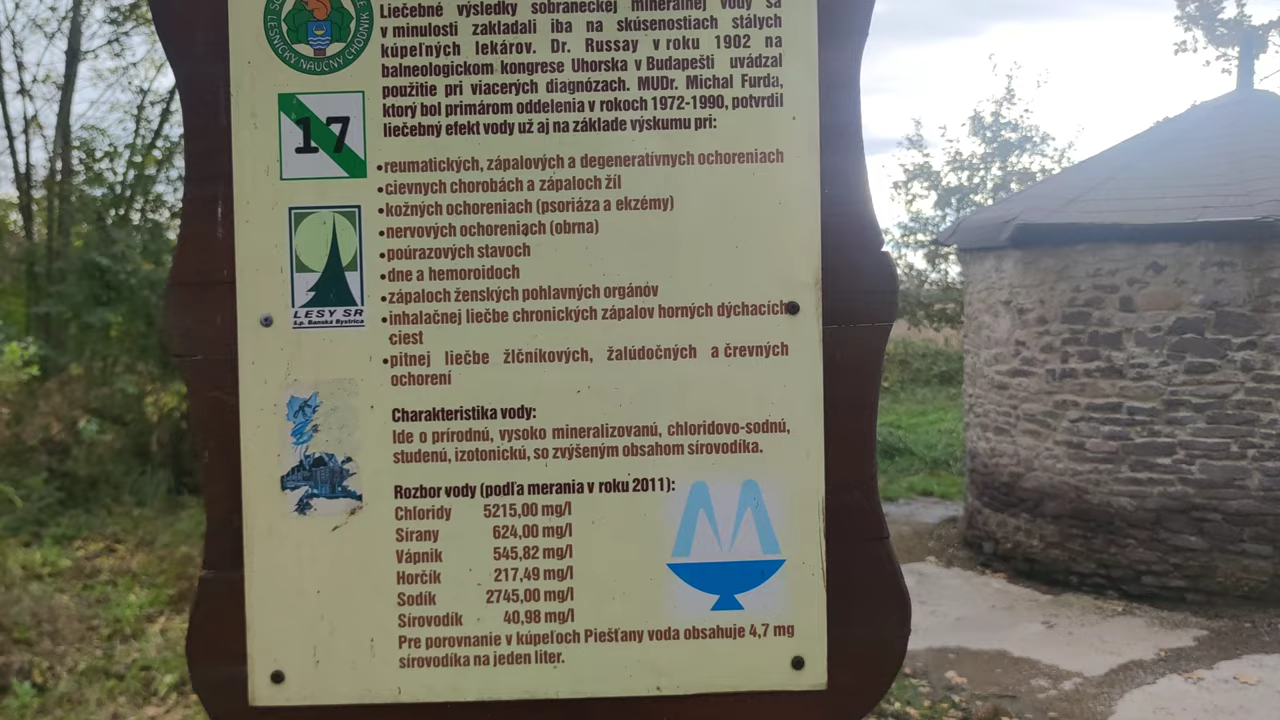 LESNÍCKY NÁUČNÝ CHODNÍK
17
LESY SR
š.p. Banská Bystrica
Liečebné výsledky sobraneckej minerálnej vody sa
v minulosti zakladali iba na skúsenostiach stálych
kúpeľných lekárov. Dr. Russay v roku 1902 na
balneologickom kongrese Uhorska v Budapešti uvádzal
použitie pri viacerých diagnózach. MUDr. Michal Furda,
ktorý bol primárom oddelenia v rokoch 1972-1990, potvrdil
liečebný efekt vody už aj na základe výskumu pri:
•reumatických, zápalových a degeneratívnych ochoreniach
•cievnych chorobách a zápaloch žíl
•kožných ochoreniach (psoriáza a ekzémy)
•nervových ochoreniach (obrna)
•poúrazových stavoch
•dne a hemoroidoch
•zápaloch ženských pohlavných orgánov
•inhalačnej liečbe chronických zápalov horných dýchacích
ciest
•pitnej liečbe žlčníkových, žalúdočných a črevných
ochorení
Charakteristika vody:
Ide o prírodnú, vysoko mineralizovanú, chloridovo-sodnú,
studenú, izotonickú, so zvýšeným obsahom sírovodíka.
Rozbor vody (podľa merania v roku 2011):
Chloridy 5215,00 mg/l
Sírany 624,00 mg/l
Vápnik 545,82 mg/l
Horčík 217,49 mg/l
Sodík 2745,00 mg/l
Sírovodík 40,98 mg/l
Pre porovnanie v kúpeľoch Piešťany voda obsahuje 4,7 mg
sírovodíka na jeden liter.